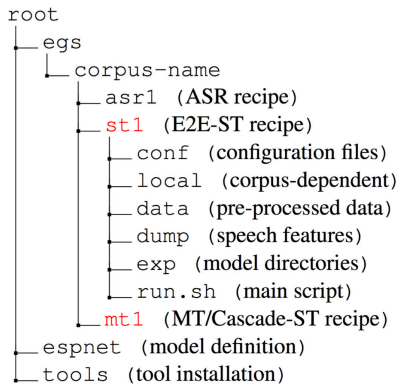 root
egs
corpus-name
asr1 (ASR recipe)
st1 (E2E-ST recipe)
conf (configuration files)
local (corpus-dependent)
data (pre-processed data)
dump (speech features)
exp (model directories)
run.sh (main script)
mt1 (MT/Cascade-ST recipe)
espnet (model definition)
tools (tool installation)